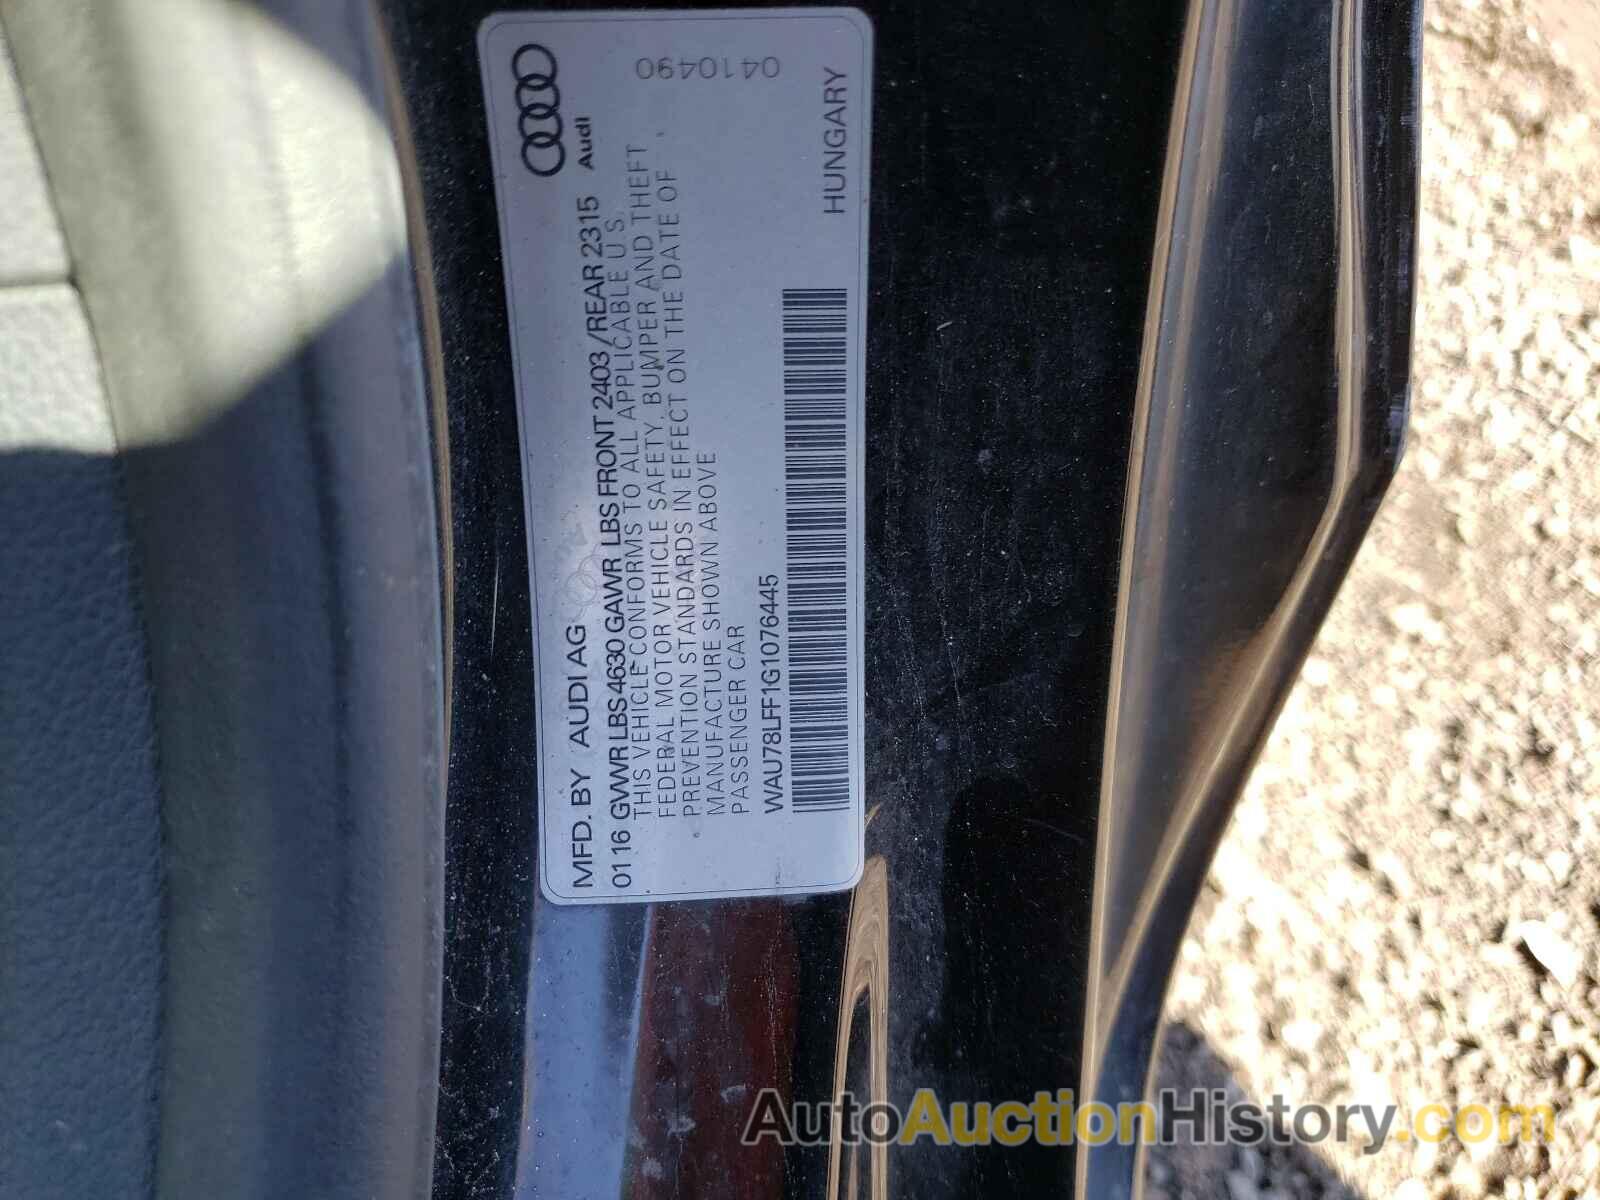 MFD. BY AUDI AG
Audi
01 16 GVWR LBS 4630 GAWR LBS FRONT 2403 /REAR 2315
THIS VEHICLE CONFORMS TO ALL APPLICABLE U.S.
FEDERAL MOTOR VEHICLE SAFETY, BUMPER AND THEFT
PREVENTION STANDARDS IN EFFECT ON THE DATE OF
MANUFACTURE SHOWN ABOVE
PASSENGER CAR
WAU78LFF1G1076445
HUNGARY
0410490
AutoAuctionHistory.com